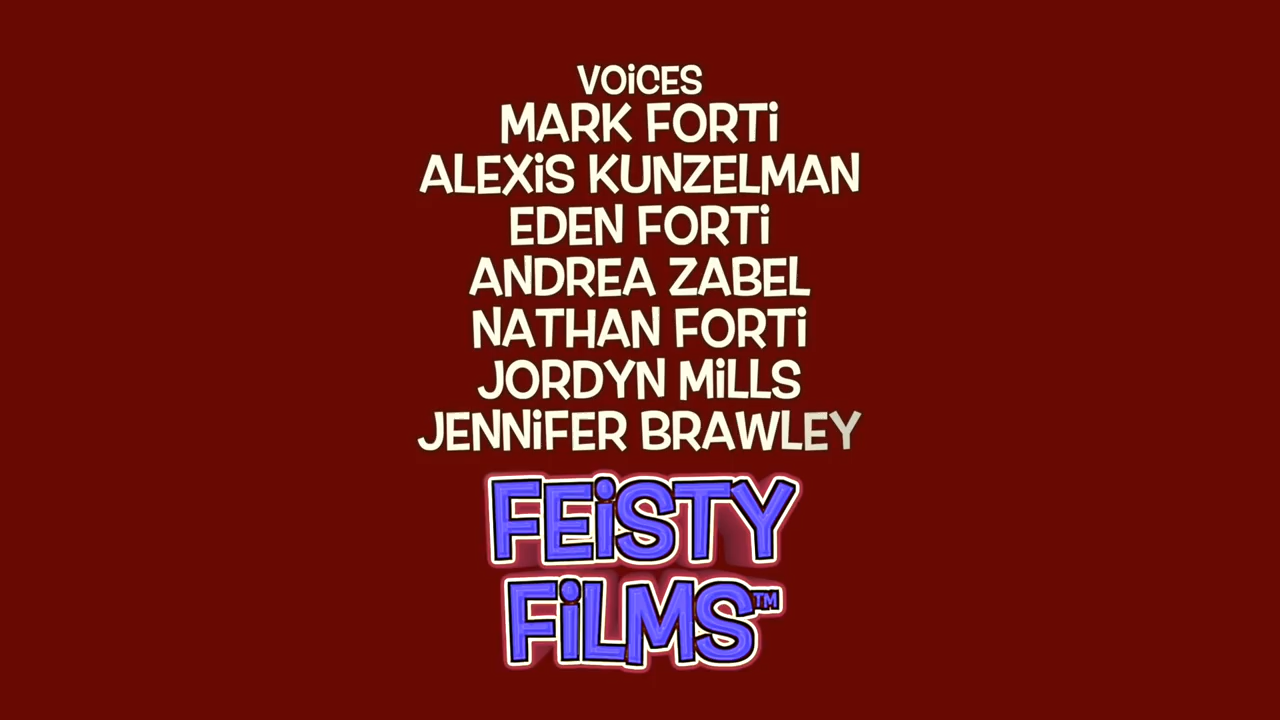 VOiCES
MARK FORTi
ALEXiS KUNZELMAN
EDEN FORTi
ANDREA ZABEL
NATHAN FORTi
JORDYN MiLLS
JENNiFER BRAWLEY
FEiSTY
FiLMS™